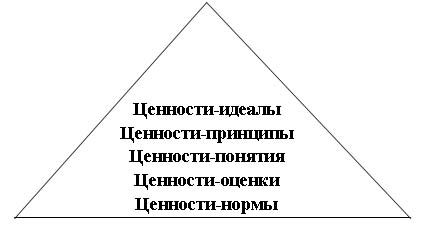 Ценности-идеалы
Ценности-принципы
Ценности-понятия
Ценности-оценки
Ценности-нормы